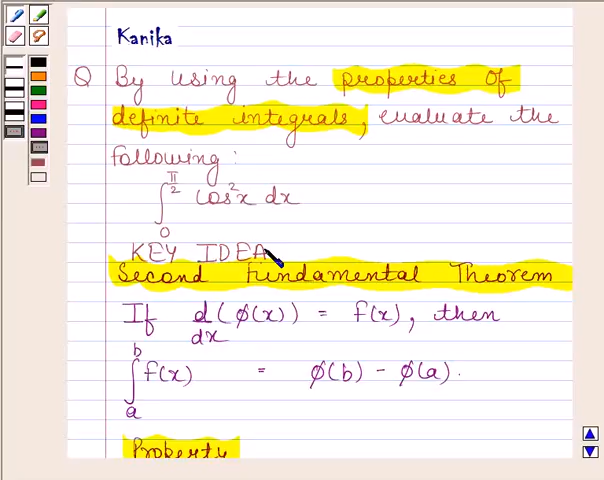 Kanika
Q By using the properties of
definite integrals, evaluate the
following:
∫₀^(π/2) cos²x dx
KEY IDEA
Second Fundamental Theorem
If d/dx (φ(x)) = f(x), then
∫ₐᵇ f(x) = φ(b) - φ(a).
Property